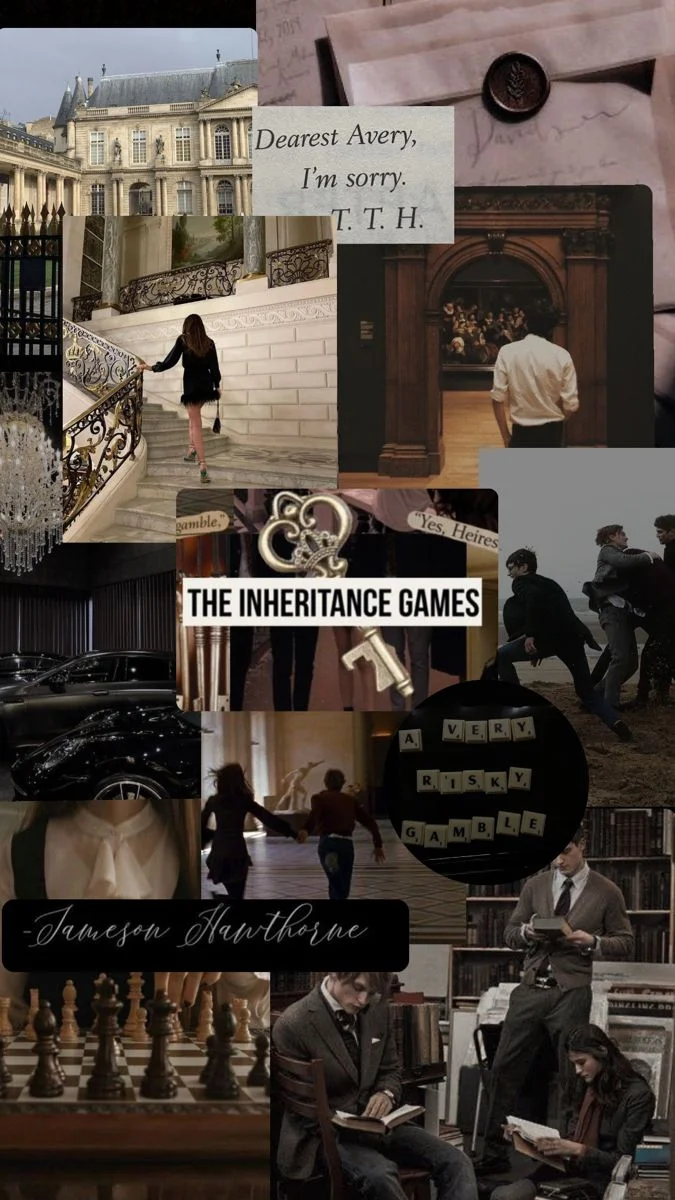 Dearest Avery,
I'm sorry.
T. T. H.
gamble,"
"Yes, Heires
THE INHERITANCE GAMES
A VERY
RISKY
GAMBLE
-Jameson Hawthorne